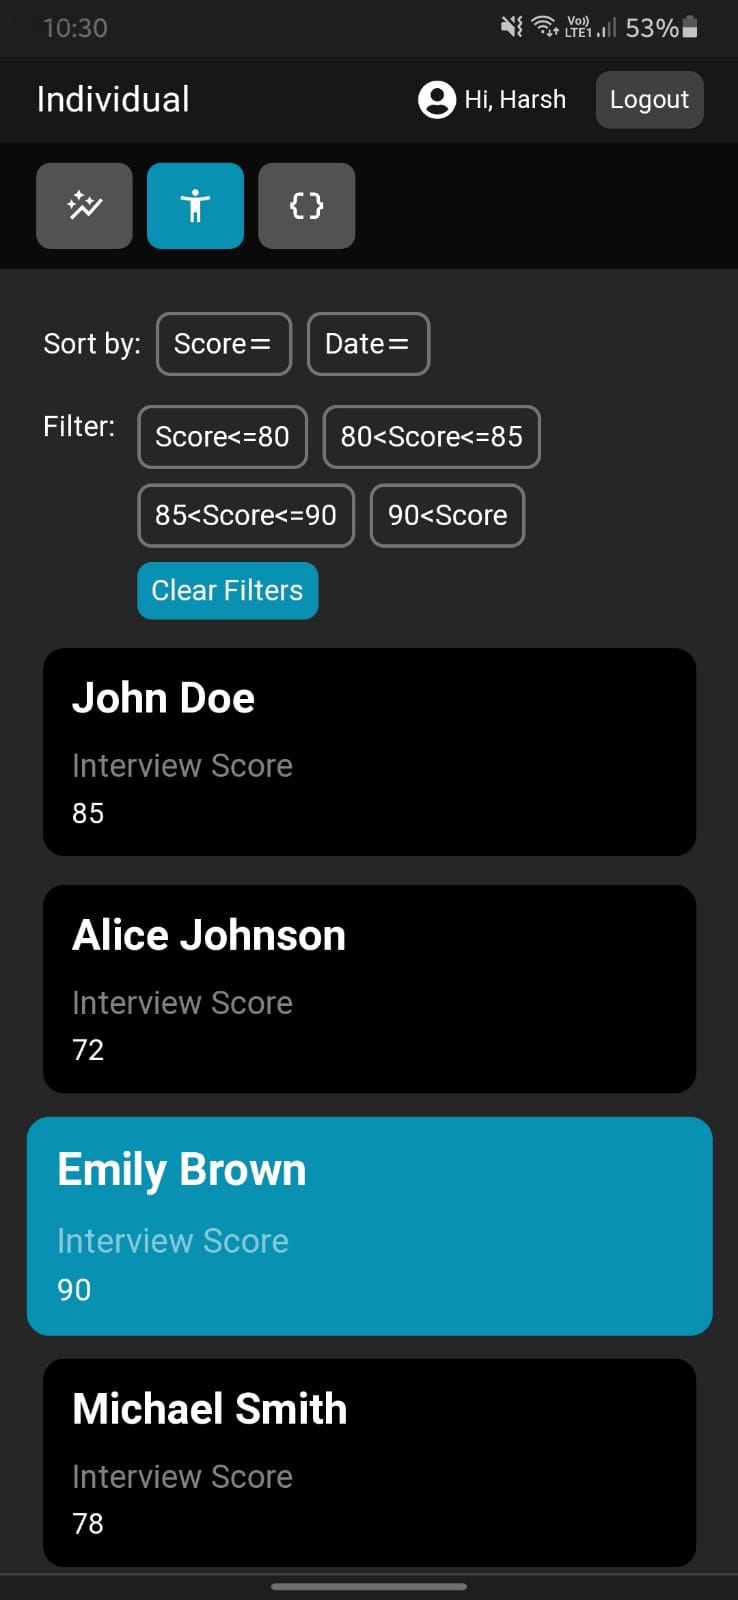 10:30 Vo)) LTE1 53%
Individual Hi, Harsh Logout
{}
Sort by: Score= Date=
Filter: Score<=80 80<Score<=85
85<Score<=90 90<Score
Clear Filters
John Doe
Interview Score
85
Alice Johnson
Interview Score
72
Emily Brown
Interview Score
90
Michael Smith
Interview Score
78